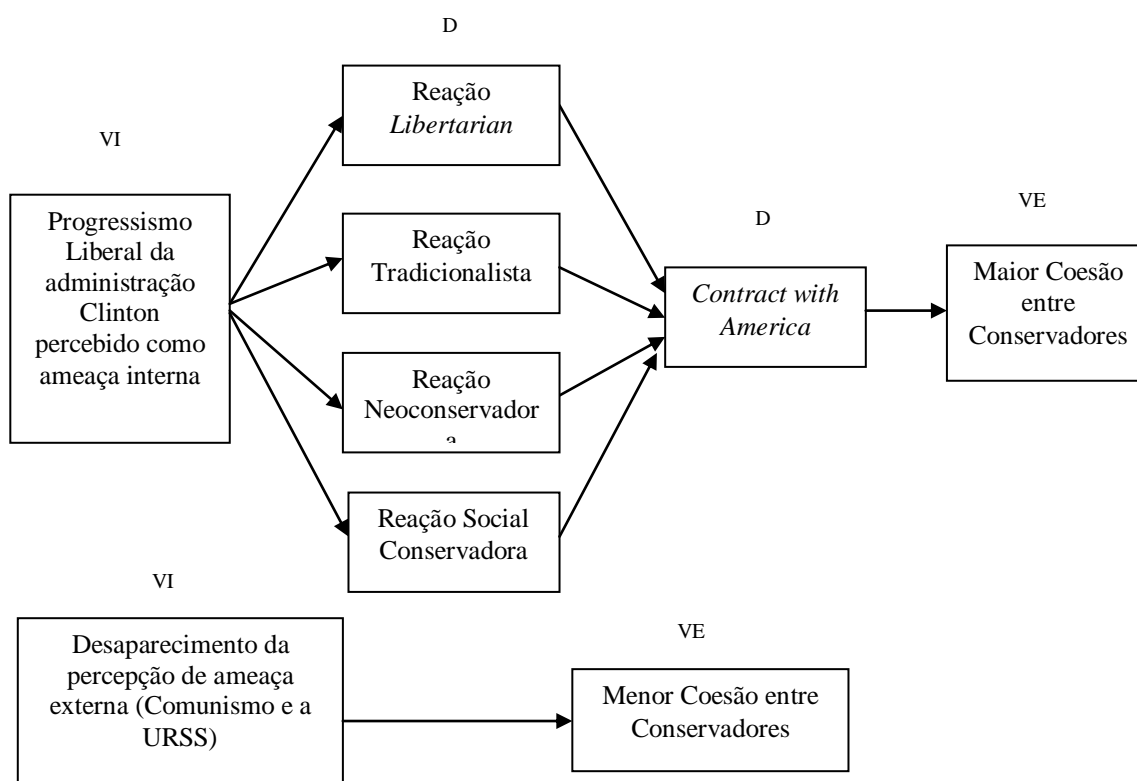 D
Reação
Libertarian
VI
Progressismo
Liberal da
administração
Clinton
percebido como
ameaça interna
Reação
Tradicionalista
Reação
Neoconservador
a
Reação Social
Conservadora
D
Contract with
America
VE
Maior Coesão
entre
Conservadores
VI
Desaparecimento da
percepção de ameaça
externa (Comunismo e a
URSS)
VE
Menor Coesão entre
Conservadores